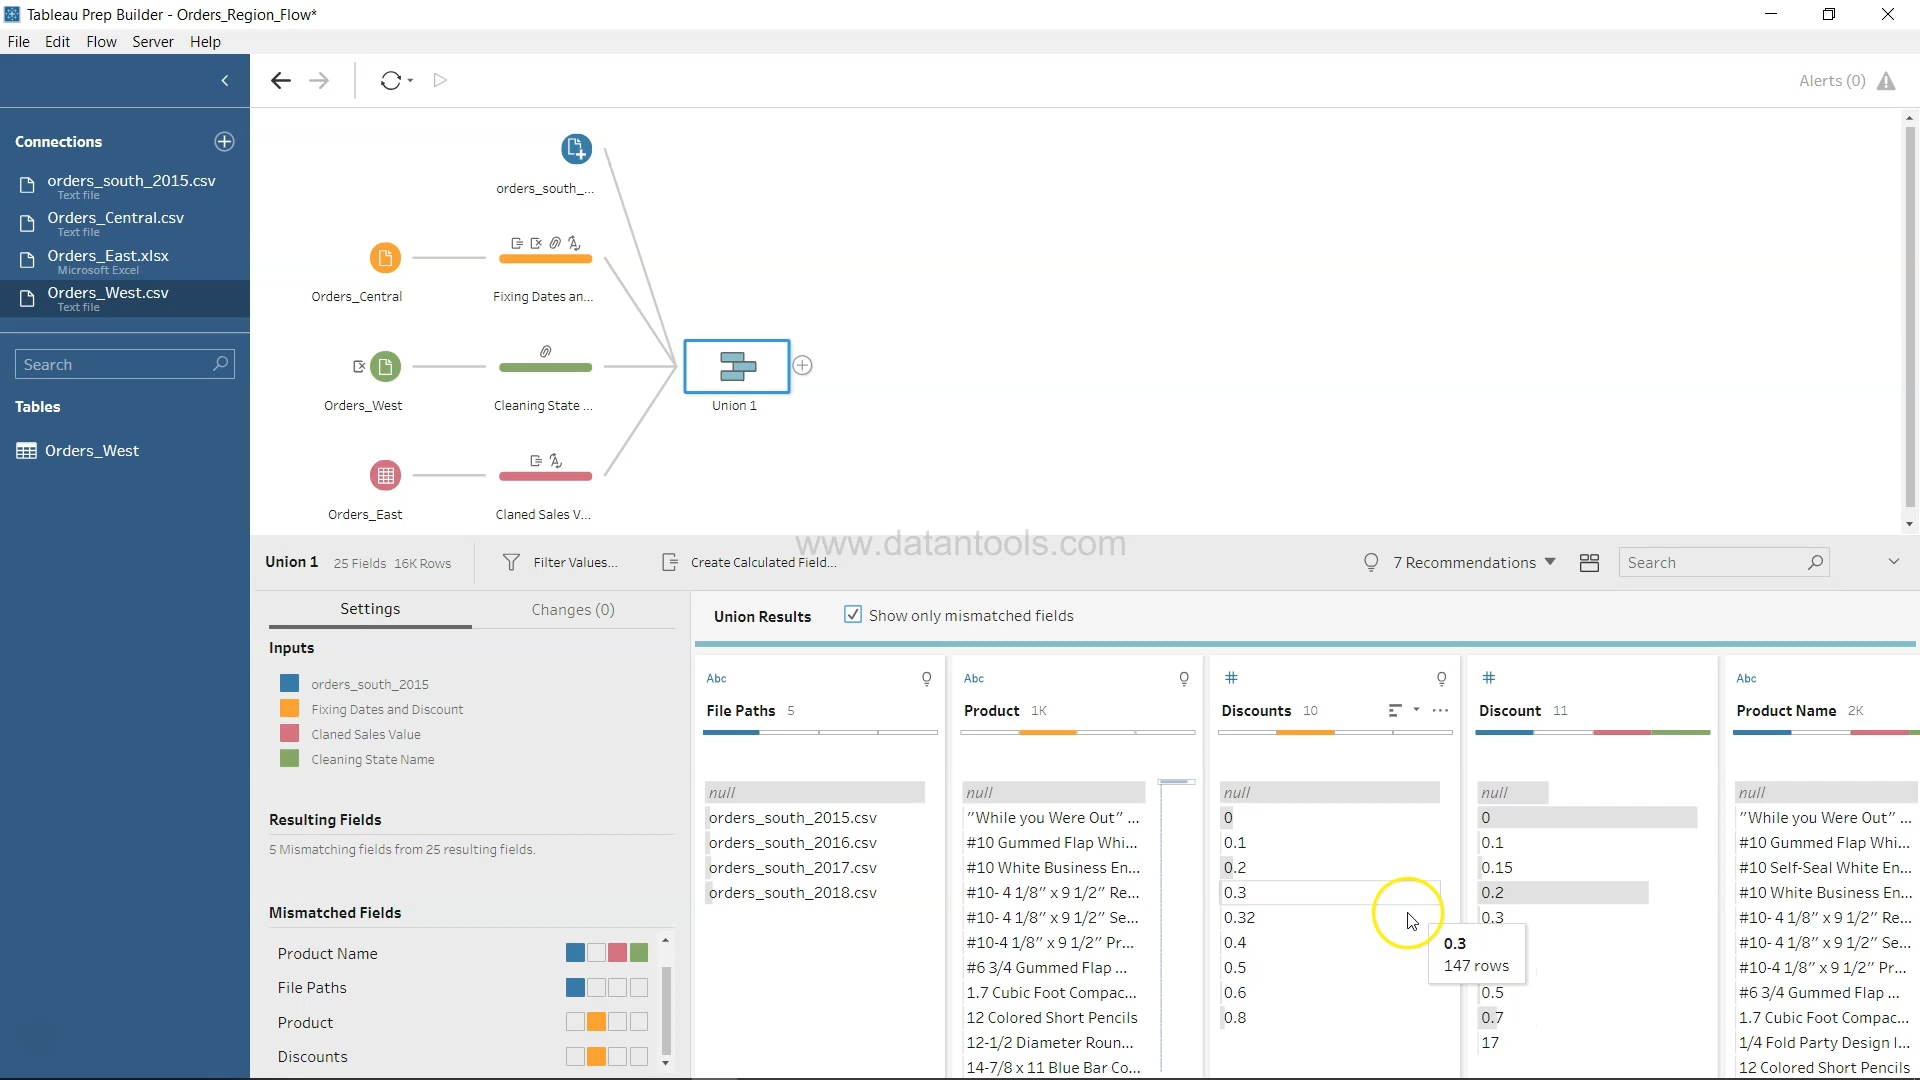 Tableau Prep Builder - Orders_Region_Flow*
File Edit Flow Server Help
Alerts (0)
Connections
orders_south_2015.csv
Text file
Orders_Central.csv
Text file
Orders_East.xlsx
Microsoft Excel
Orders_West.csv
Text file
Search
Tables
Orders_West
orders_south_...
Orders_Central
Fixing Dates an...
Orders_West
Cleaning State ...
Union 1
Orders_East
Claned Sales V...
www.datantools.com
Union 1 25 Fields 16K Rows
Filter Values...
Create Calculated Field...
7 Recommendations
Search
Settings
Changes (0)
Inputs
orders_south_2015
Fixing Dates and Discount
Claned Sales Value
Cleaning State Name
Resulting Fields
5 Mismatching fields from 25 resulting fields.
Mismatched Fields
Product Name
File Paths
Product
Discounts
Union Results
Show only mismatched fields
Abc
File Paths 5
null
orders_south_2015.csv
orders_south_2016.csv
orders_south_2017.csv
orders_south_2018.csv
Abc
Product 1K
null
"While you Were Out" ...
#10 Gummed Flap Whi...
#10 White Business En...
#10- 4 1/8" x 9 1/2" Re...
#10- 4 1/8" x 9 1/2" Se...
#10-4 1/8" x 9 1/2" Pr...
#6 3/4 Gummed Flap ...
1.7 Cubic Foot Compac...
12 Colored Short Pencils
12-1/2 Diameter Roun...
14-7/8 x 11 Blue Bar Co...
#
Discounts 10
null
0
0.1
0.2
0.3
0.32
0.4
0.5
0.6
0.8
0.3
147 rows
#
Discount 11
null
0
0.1
0.15
0.2
0.3
0.5
0.7
17
Abc
Product Name 2K
null
"While you Were Out" ...
#10 Gummed Flap Whi...
#10 Self-Seal White En...
#10 White Business En...
#10- 4 1/8" x 9 1/2" Re...
#10- 4 1/8" x 9 1/2" Se...
#10-4 1/8" x 9 1/2" Pr...
#6 3/4 Gummed Flap ...
1.7 Cubic Foot Compac...
1/4 Fold Party Design I...
12 Colored Short Pencils